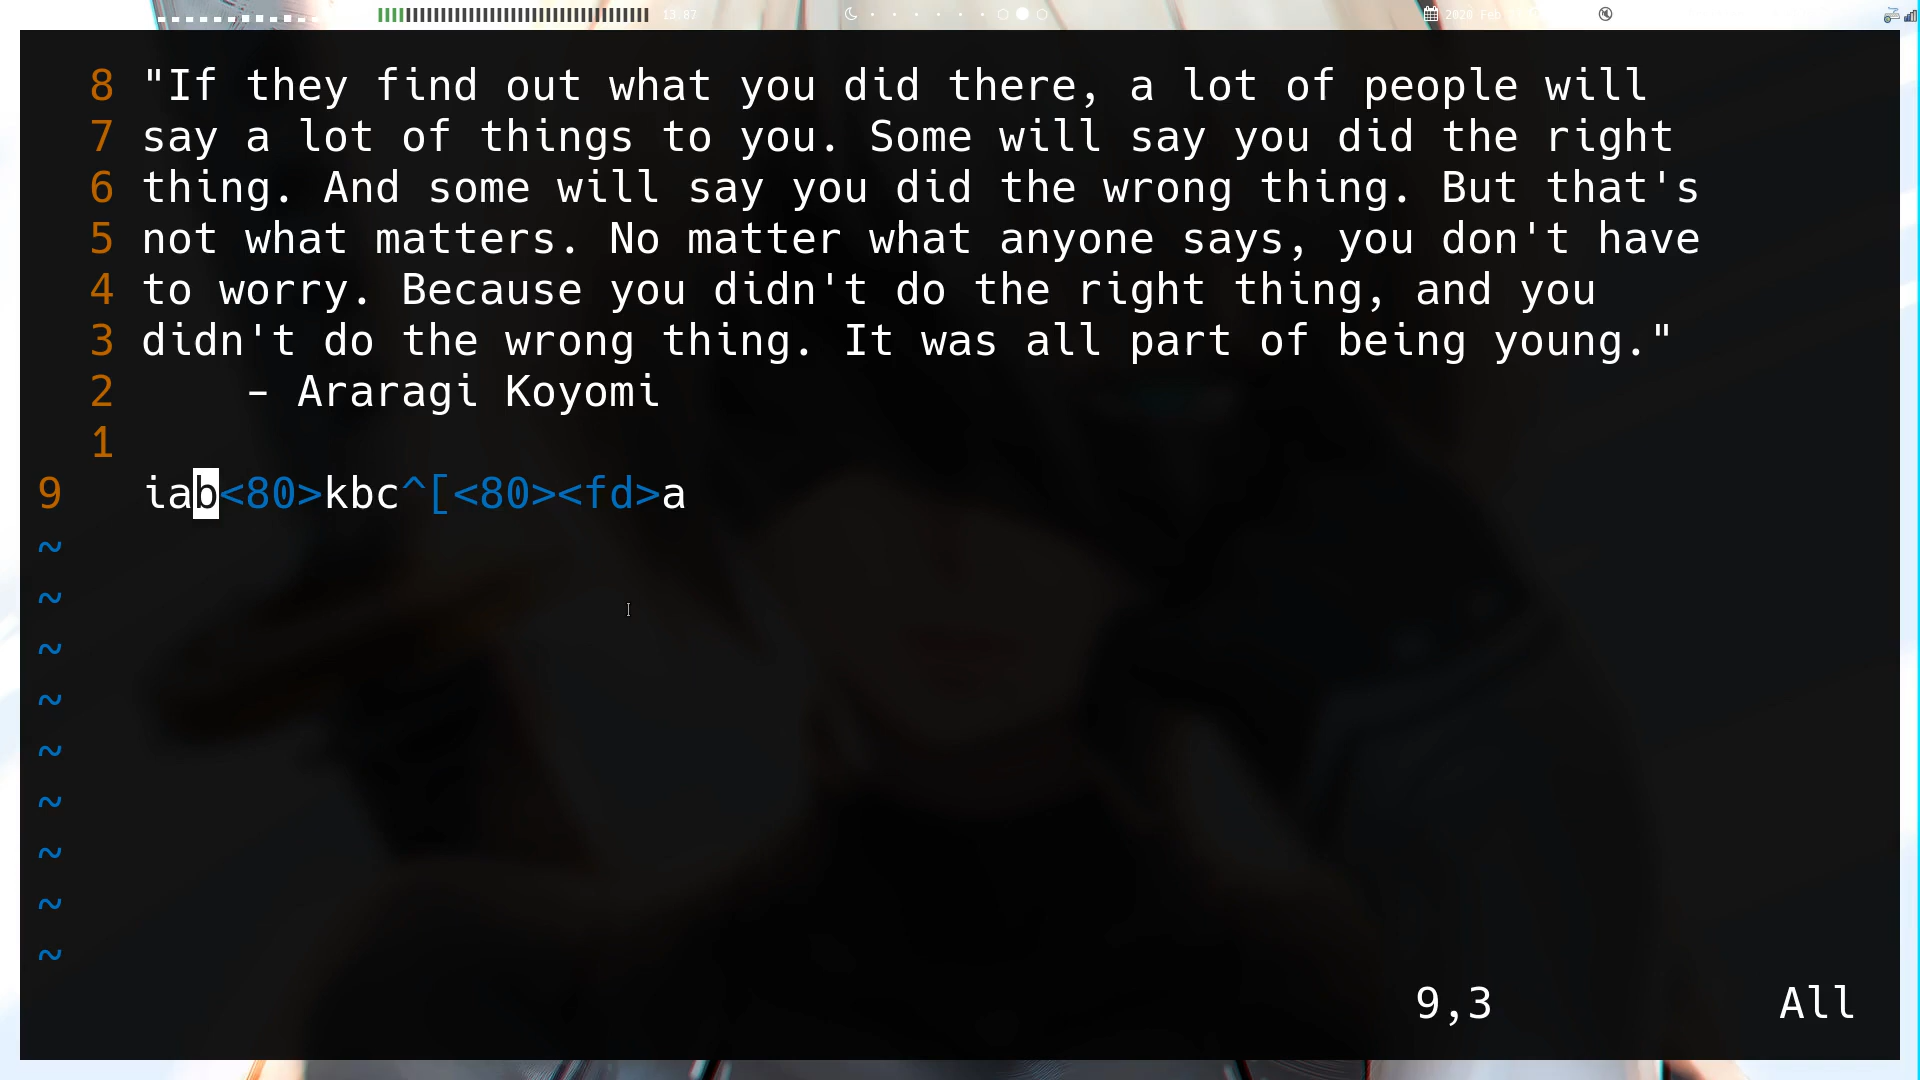 13.87
2020 Feb
8 "If they find out what you did there, a lot of people will
7 say a lot of things to you. Some will say you did the right
6 thing. And some will say you did the wrong thing. But that's
5 not what matters. No matter what anyone says, you don't have
4 to worry. Because you didn't do the right thing, and you
3 didn't do the wrong thing. It was all part of being young."
2     - Araragi Koyomi
1
9 iab<80>kbc^[<80><fd>a
~
~
~
~
~
~
~
~
~
9,3 All